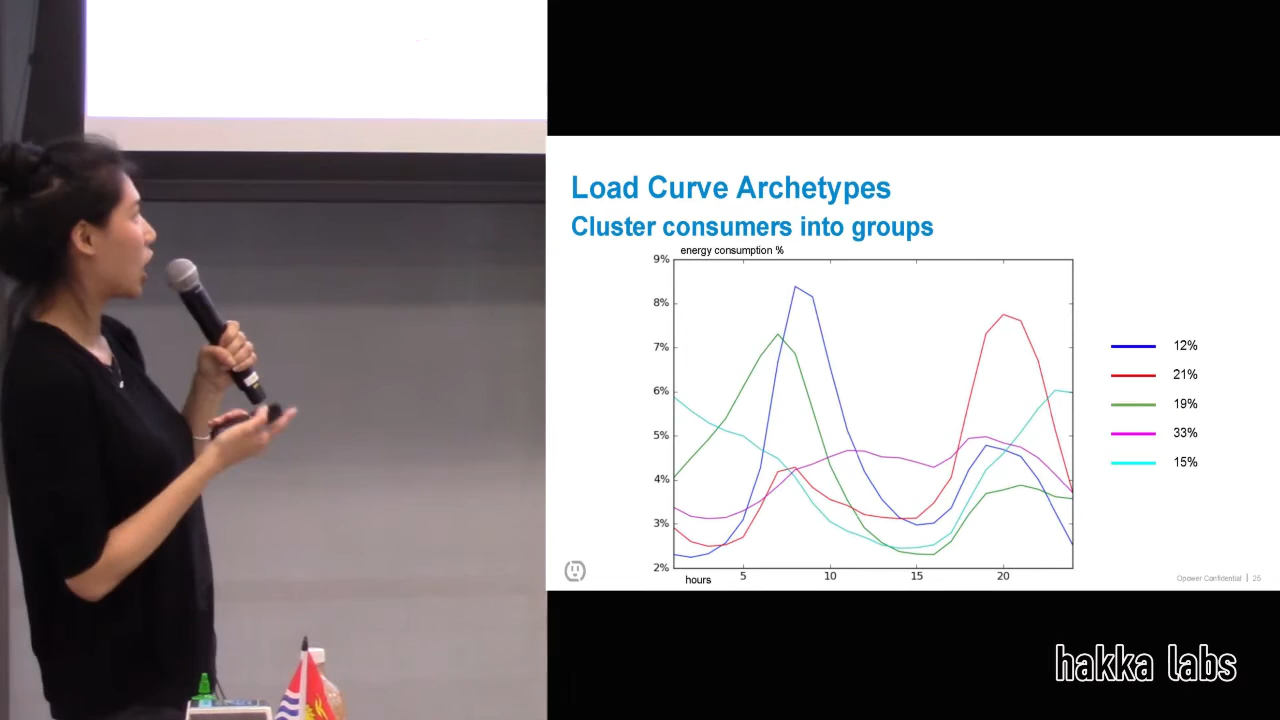 Load Curve Archetypes
Cluster consumers into groups
energy consumption %
9%
8%
7%
6%
5%
4%
3%
2%
hours
5
10
15
20
12%
21%
19%
33%
15%
Opower Confidential | 25
hakka labs